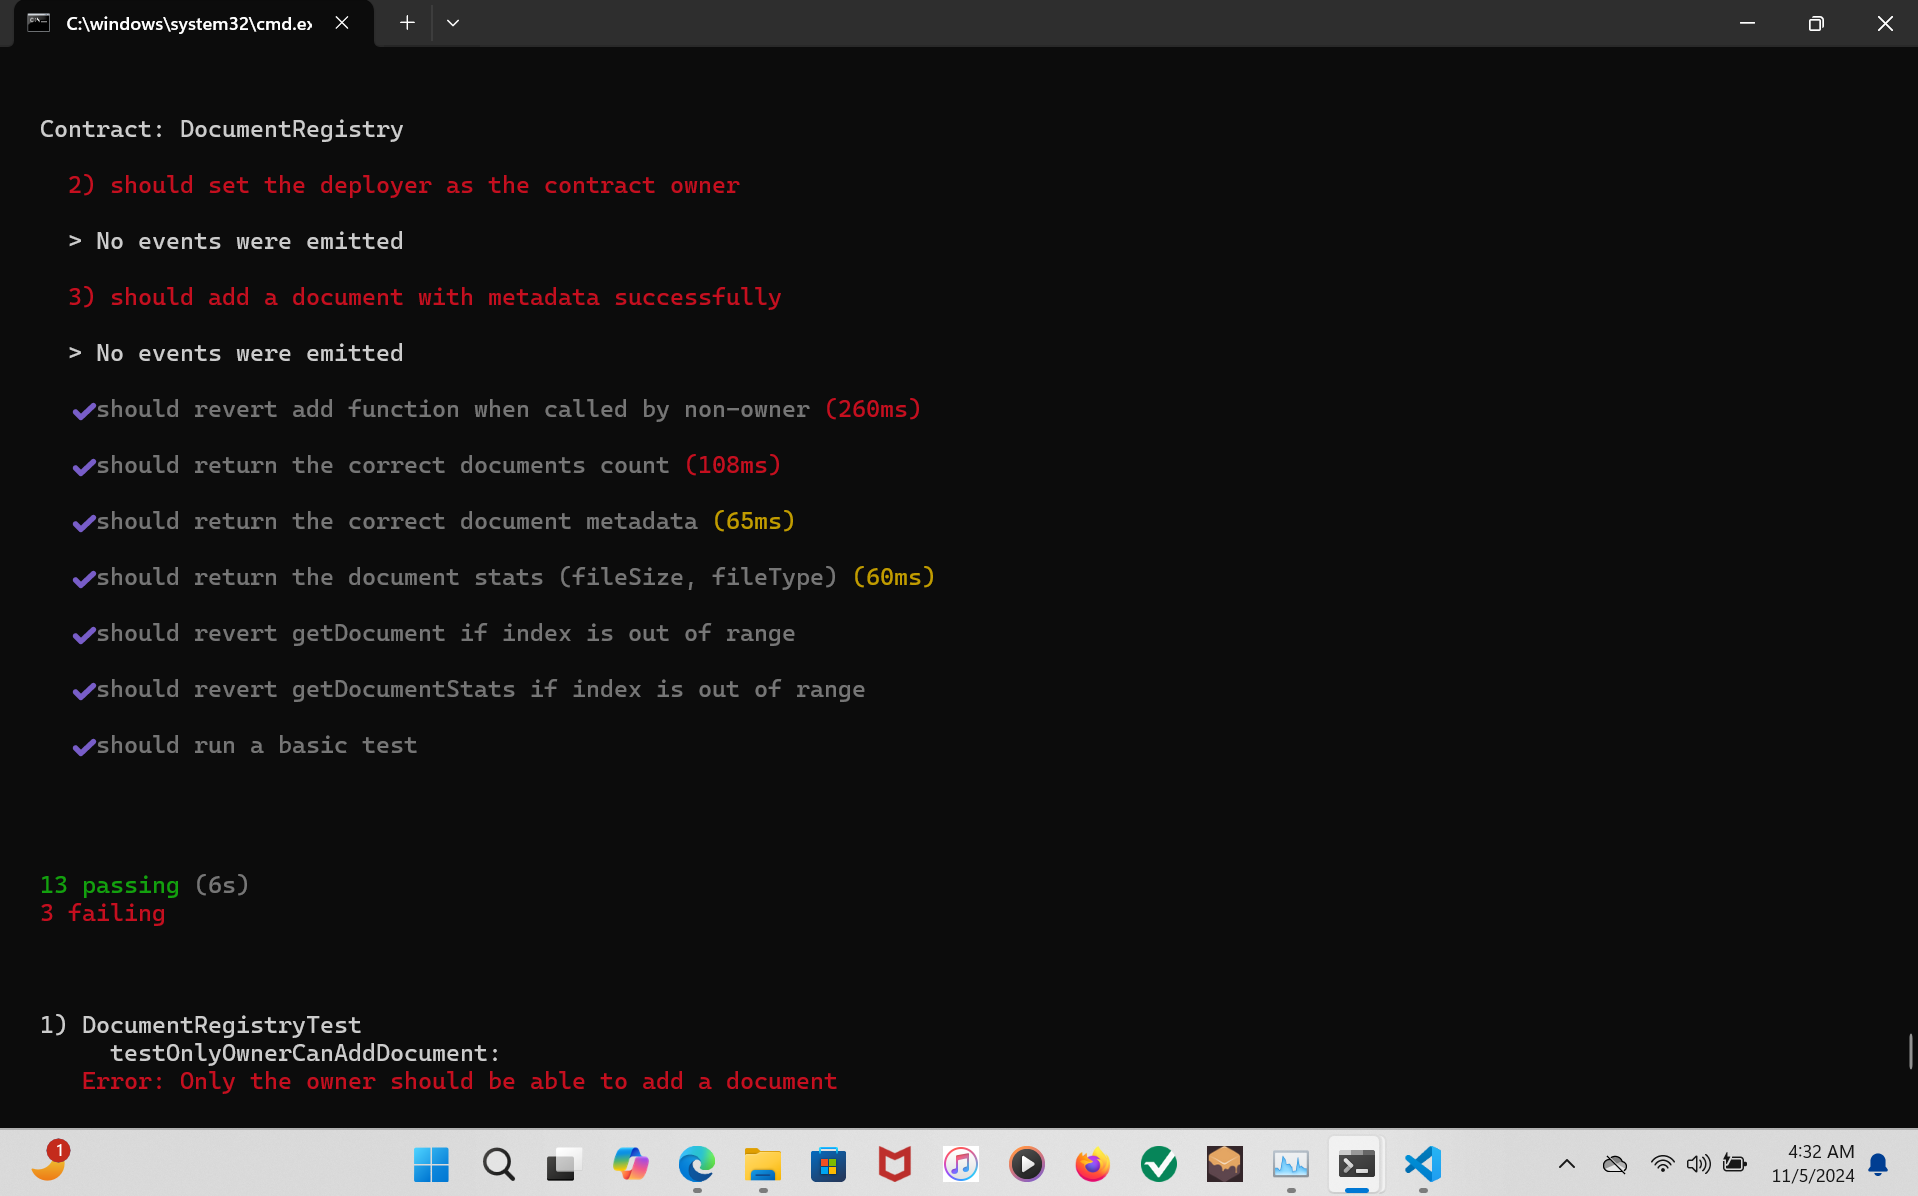 C:\windows\system32\cmd.ex
Contract: DocumentRegistry
2) should set the deployer as the contract owner
> No events were emitted
3) should add a document with metadata successfully
> No events were emitted
✔should revert add function when called by non-owner (260ms)
✔should return the correct documents count (108ms)
✔should return the correct document metadata (65ms)
✔should return the document stats (fileSize, fileType) (60ms)
✔should revert getDocument if index is out of range
✔should revert getDocumentStats if index is out of range
✔should run a basic test
13 passing (6s)
3 failing
1) DocumentRegistryTest
testOnlyOwnerCanAddDocument:
Error: Only the owner should be able to add a document
1
4:32 AM
11/5/2024